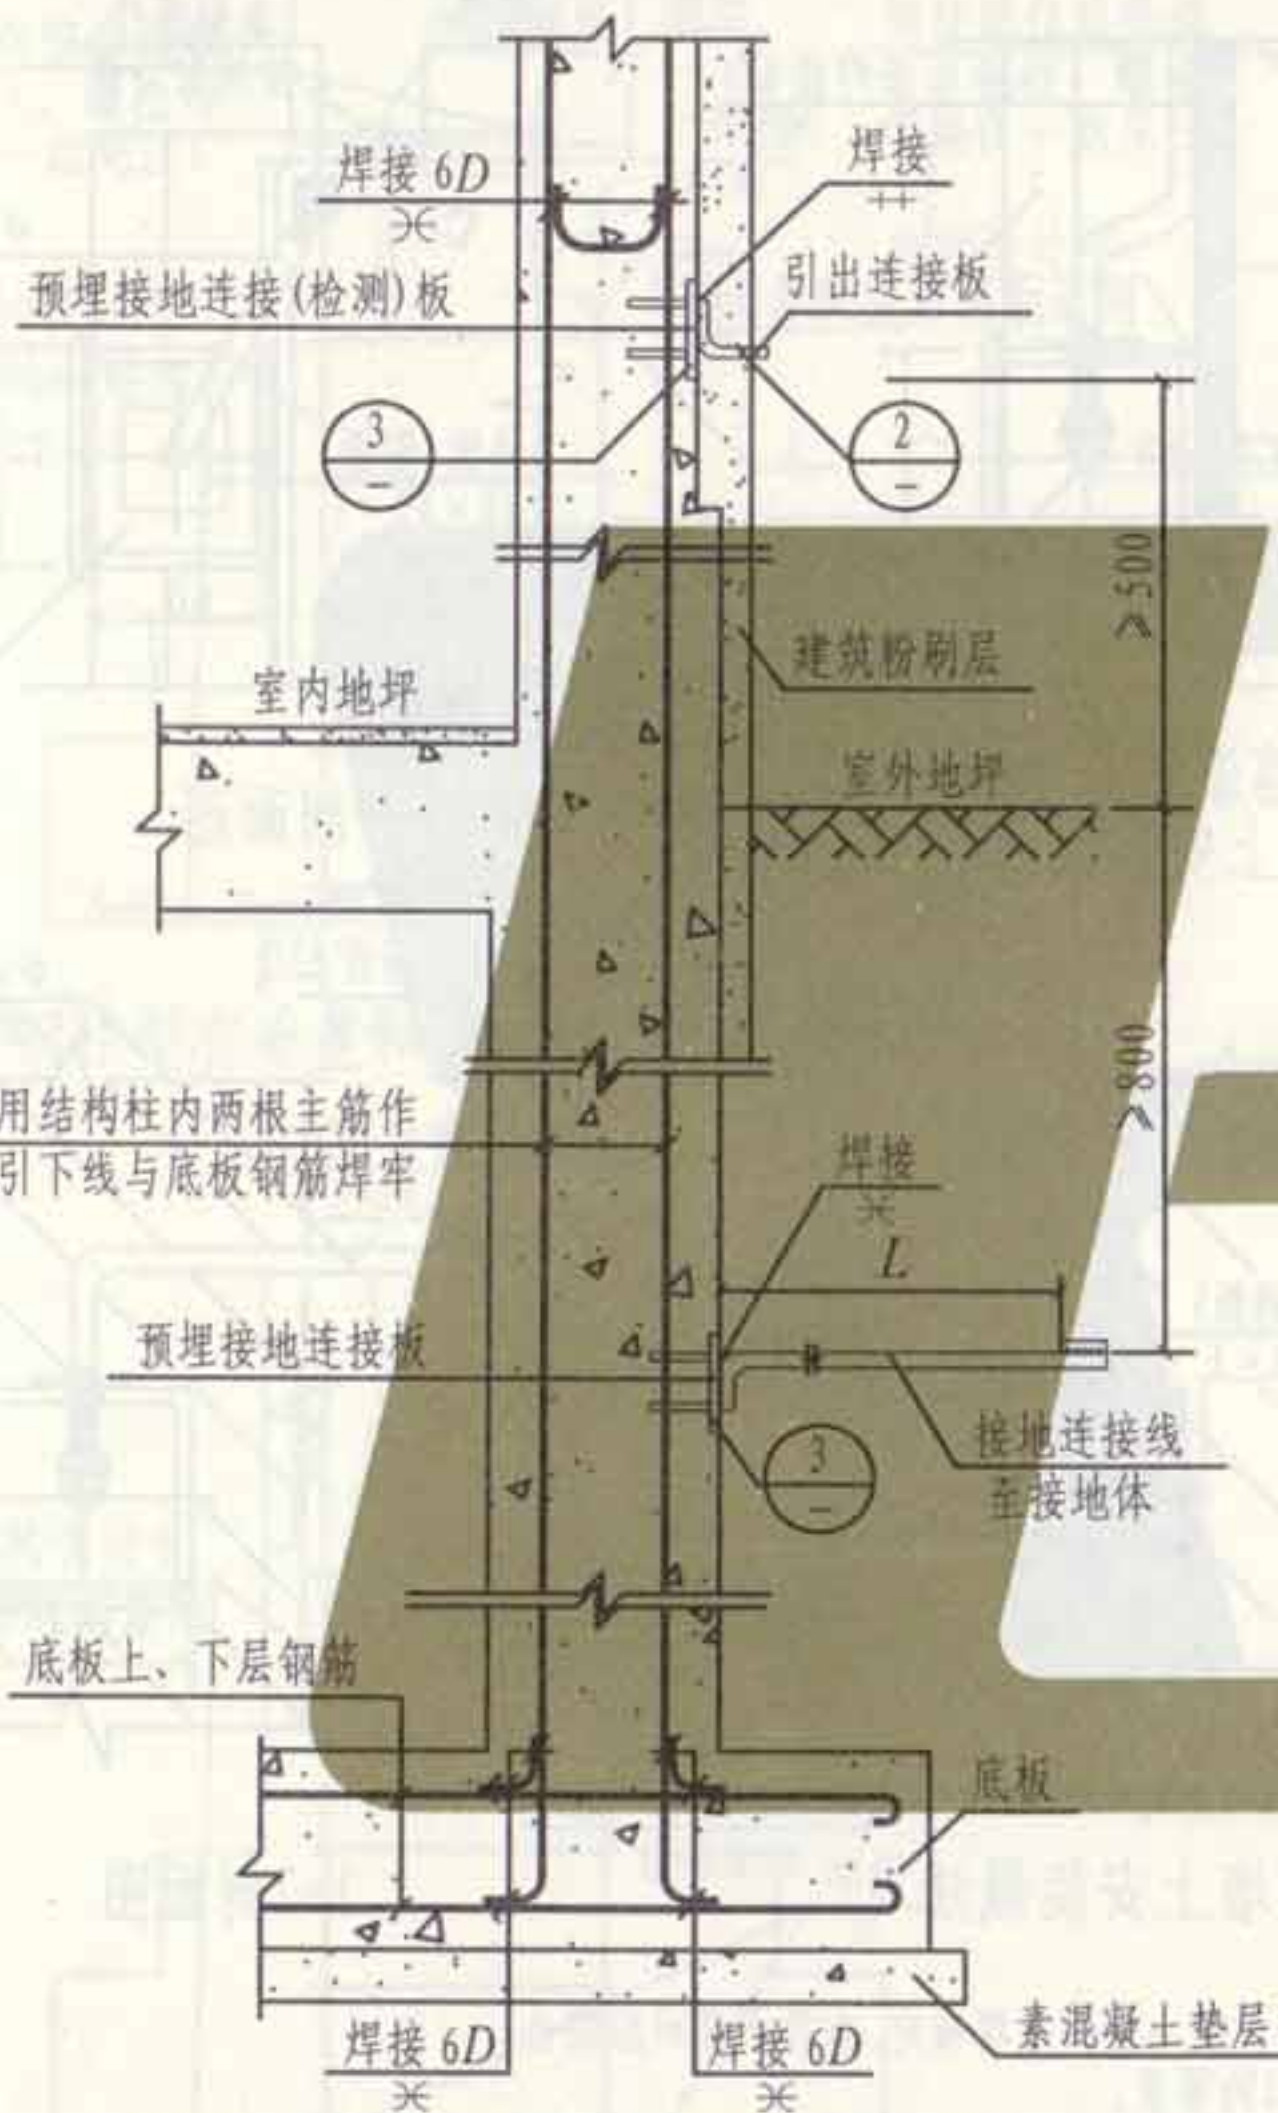 焊接 6D
焊接
预埋接地连接(检测)板
引出连接板
3
-
2
-
≥500
建筑粉刷层
室内地坪
室外地坪
≥800
用结构柱内两根主筋作
引下线与底板钢筋焊牢
焊接
L
预埋接地连接板
接地连接线
至接地体
3
-
底板上、下层钢筋
底板
素混凝土垫层
焊接 6D
焊接 6D